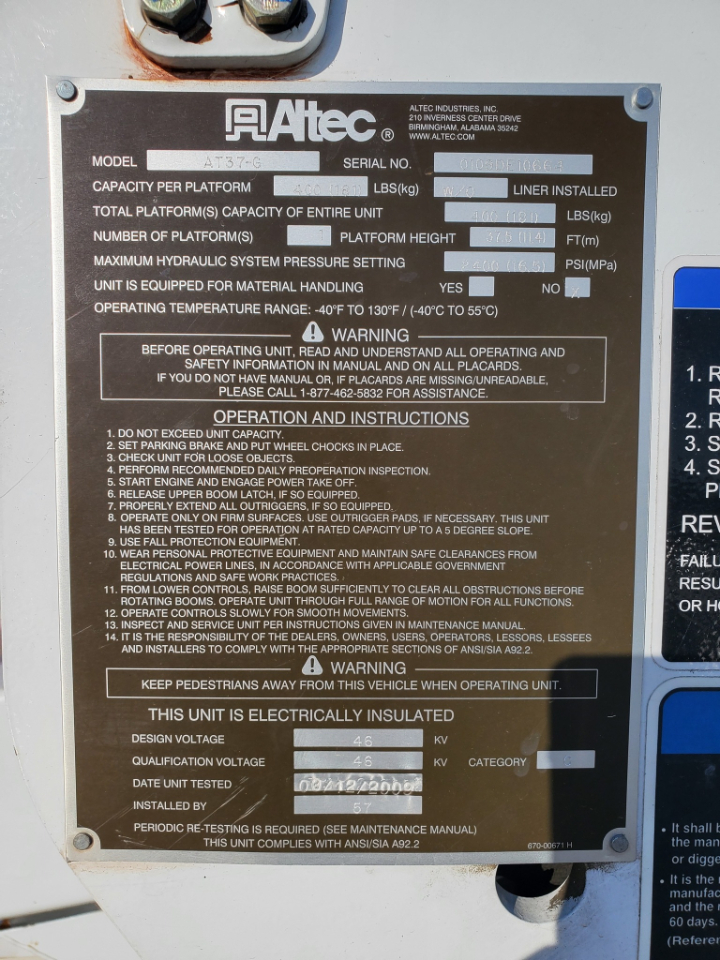 Altec ®
ALTEC INDUSTRIES, INC.
210 INVERNESS CENTER DRIVE
BIRMINGHAM, ALABAMA 35242
WWW.ALTEC.COM
MODEL AT37-G SERIAL NO.
CAPACITY PER PLATFORM 400 (181) LBS(kg) LINER INSTALLED
TOTAL PLATFORM(S) CAPACITY OF ENTIRE UNIT 400 (181) LBS(kg)
NUMBER OF PLATFORM(S) 1 PLATFORM HEIGHT 37.5 (11.4) FT(m)
MAXIMUM HYDRAULIC SYSTEM PRESSURE SETTING 2400 (16.5) PSI(MPa)
UNIT IS EQUIPPED FOR MATERIAL HANDLING YES NO X
OPERATING TEMPERATURE RANGE: -40°F TO 130°F / (-40°C TO 55°C)
WARNING
BEFORE OPERATING UNIT, READ AND UNDERSTAND ALL OPERATING AND
SAFETY INFORMATION IN MANUAL AND ON ALL PLACARDS.
IF YOU DO NOT HAVE MANUAL OR, IF PLACARDS ARE MISSING/UNREADABLE,
PLEASE CALL 1-877-462-5832 FOR ASSISTANCE.
OPERATION AND INSTRUCTIONS
1. DO NOT EXCEED UNIT CAPACITY.
2. SET PARKING BRAKE AND PUT WHEEL CHOCKS IN PLACE.
3. CHECK UNIT FOR LOOSE OBJECTS.
4. PERFORM RECOMMENDED DAILY PREOPERATION INSPECTION.
5. START ENGINE AND ENGAGE POWER TAKE OFF.
6. RELEASE UPPER BOOM LATCH, IF SO EQUIPPED.
7. PROPERLY EXTEND ALL OUTRIGGERS, IF SO EQUIPPED.
8. OPERATE ONLY ON FIRM SURFACES. USE OUTRIGGER PADS, IF NECESSARY. THIS UNIT
HAS BEEN TESTED FOR OPERATION AT RATED CAPACITY UP TO A 5 DEGREE SLOPE.
9. USE FALL PROTECTION EQUIPMENT.
10. WEAR PERSONAL PROTECTIVE EQUIPMENT AND MAINTAIN SAFE CLEARANCES FROM
ELECTRICAL POWER LINES, IN ACCORDANCE WITH APPLICABLE GOVERNMENT
REGULATIONS AND SAFE WORK PRACTICES.
11. FROM LOWER CONTROLS, RAISE BOOM SUFFICIENTLY TO CLEAR ALL OBSTRUCTIONS BEFORE
ROTATING BOOMS. OPERATE UNIT THROUGH FULL RANGE OF MOTION FOR ALL FUNCTIONS.
12. OPERATE CONTROLS SLOWLY FOR SMOOTH MOVEMENTS.
13. INSPECT AND SERVICE UNIT PER INSTRUCTIONS GIVEN IN MAINTENANCE MANUAL.
14. IT IS THE RESPONSIBILITY OF THE DEALERS, OWNERS, USERS, OPERATORS, LESSORS, LESSEES
AND INSTALLERS TO COMPLY WITH THE APPROPRIATE SECTIONS OF ANSI/SIA A92.2.
WARNING
KEEP PEDESTRIANS AWAY FROM THIS VEHICLE WHEN OPERATING UNIT.
THIS UNIT IS ELECTRICALLY INSULATED
DESIGN VOLTAGE 46 KV
QUALIFICATION VOLTAGE 46 KV CATEGORY
DATE UNIT TESTED
INSTALLED BY 57
PERIODIC RE-TESTING IS REQUIRED (SEE MAINTENANCE MANUAL)
THIS UNIT COMPLIES WITH ANSI/SIA A92.2
670-00671 H
1. R
R
2. R
3. S
4. S
REV
FAILU
RESU
OR HO
• It shall b
the man
or digge
• It is the
manufac
and the
60 days.
(Referen